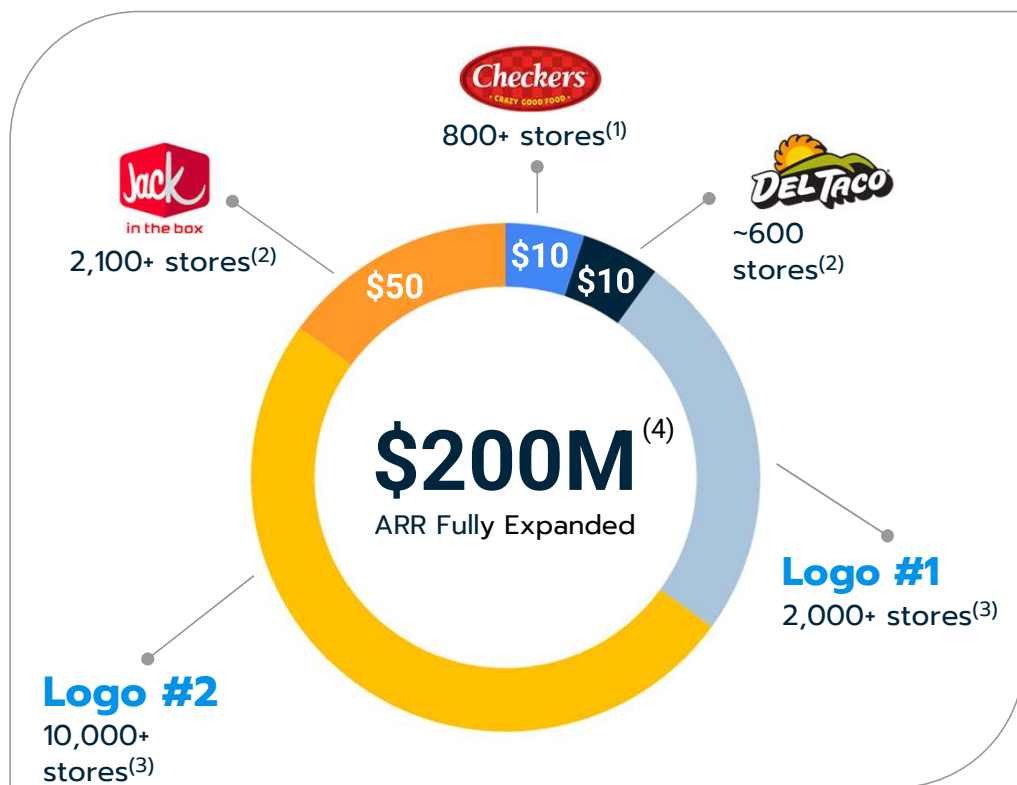 Checkers
• CRAZY GOOD FOOD •
800+ stores(1)
Jack
in the box
2,100+ stores(2)
DEL TACO
~600
stores(2)
$10
$10
$50
$200M(4)
ARR Fully Expanded
Logo #1
2,000+ stores(3)
Logo #2
10,000+
stores(3)